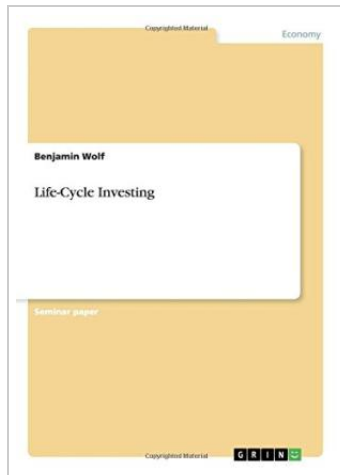 Copyrighted Material
Economy
Benjamin Wolf
Life-Cycle Investing
Seminar paper
Copyrighted Material
GRIN